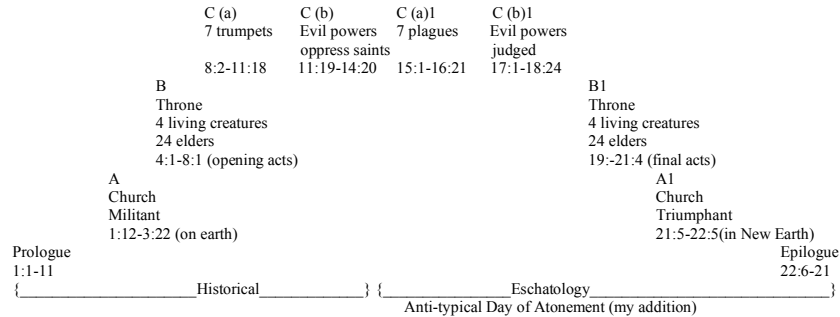 C (a) C (b) C (a)1 C (b)1
7 trumpets Evil powers 7 plagues Evil powers
oppress saints judged
8:2-11:18 11:19-14:20 15:1-16:21 17:1-18:24
B B1
Throne Throne
4 living creatures 4 living creatures
24 elders 24 elders
4:1-8:1 (opening acts) 19:-21:4 (final acts)
A A1
Church Church
Militant Triumphant
1:12-3:22 (on earth) 21:5-22:5(in New Earth)
Prologue Epilogue
1:1-11 22:6-21
{______________________Historical_____________} {________________Eschatology______________________________}
Anti-typical Day of Atonement (my addition)